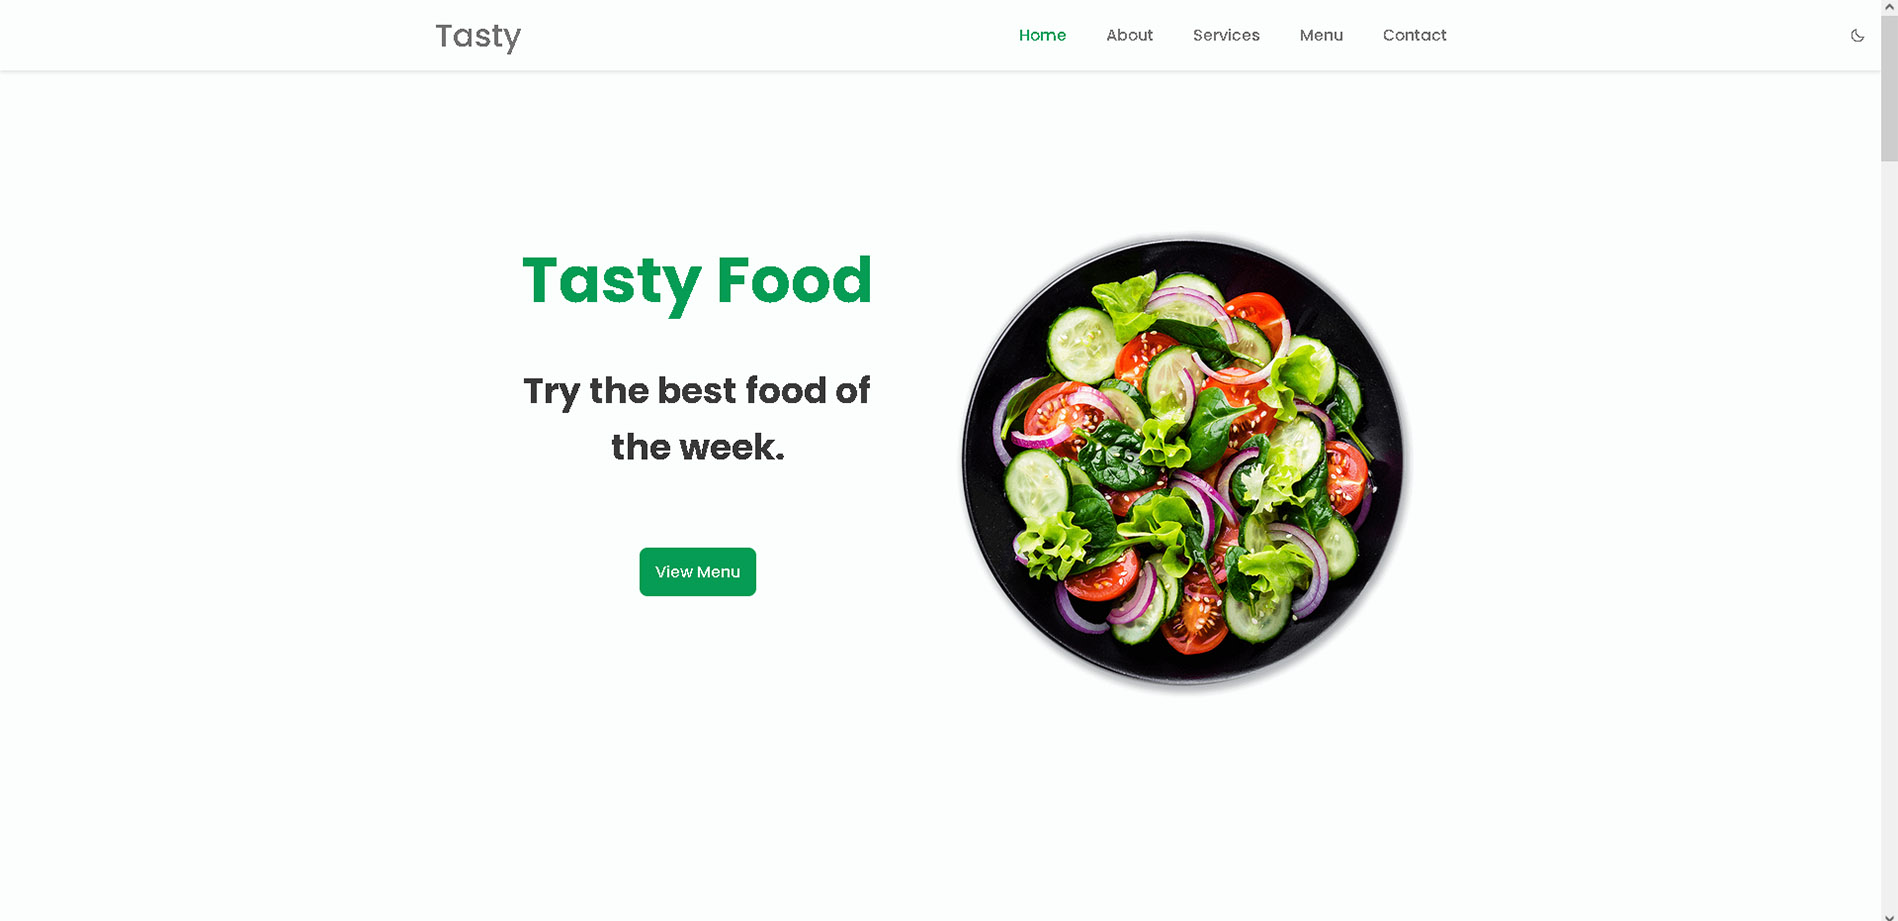 Tasty
Home About Services Menu Contact
Tasty Food
Try the best food of
the week.
View Menu